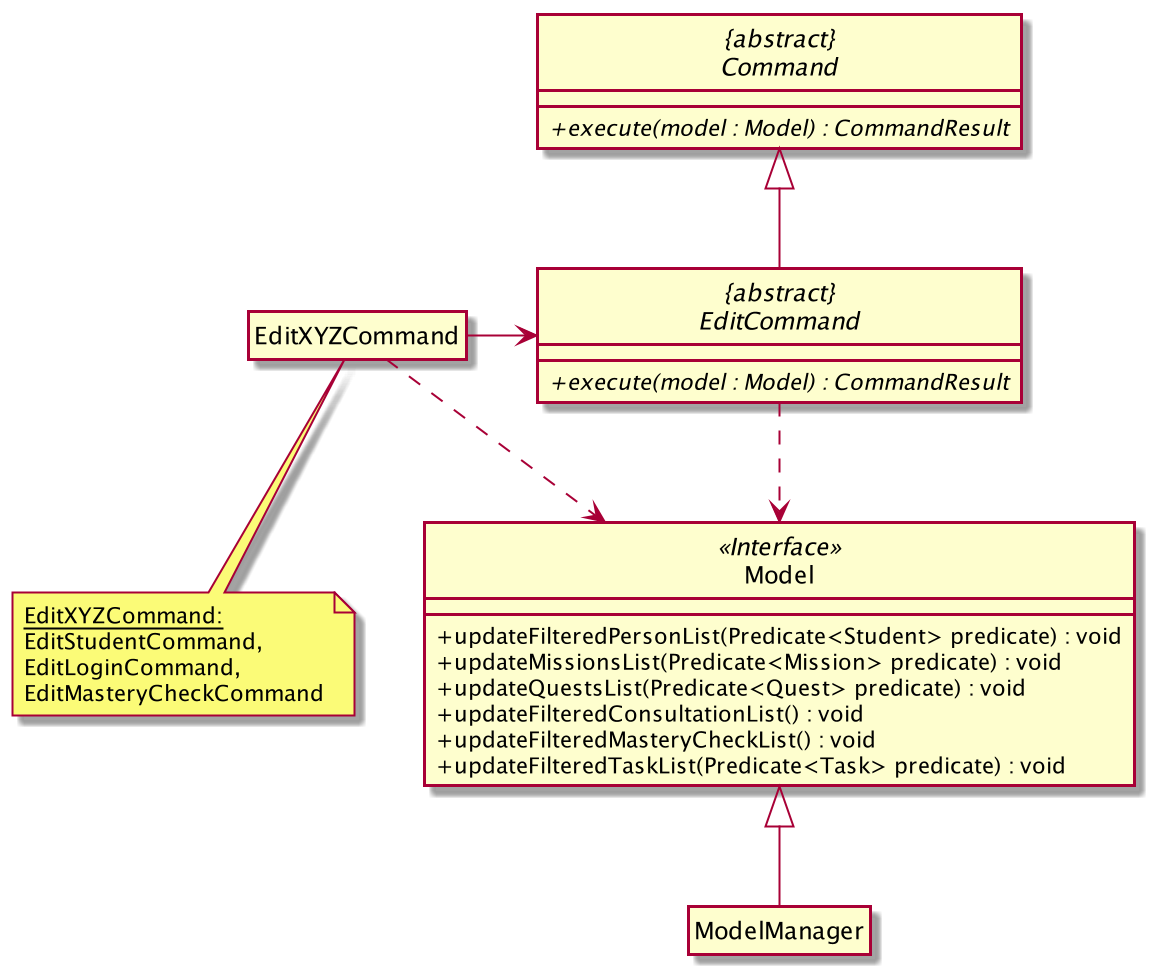 {abstract}
Command
+execute(model : Model) : CommandResult
EditXYZCommand
{abstract}
EditCommand
+execute(model : Model) : CommandResult
EditXYZCommand:
EditStudentCommand,
EditLoginCommand,
EditMasteryCheckCommand
«Interface»
Model
+updateFilteredPersonList(Predicate<Student> predicate) : void
+updateMissionsList(Predicate<Mission> predicate) : void
+updateQuestsList(Predicate<Quest> predicate) : void
+updateFilteredConsultationList() : void
+updateFilteredMasteryCheckList() : void
+updateFilteredTaskList(Predicate<Task> predicate) : void
ModelManager